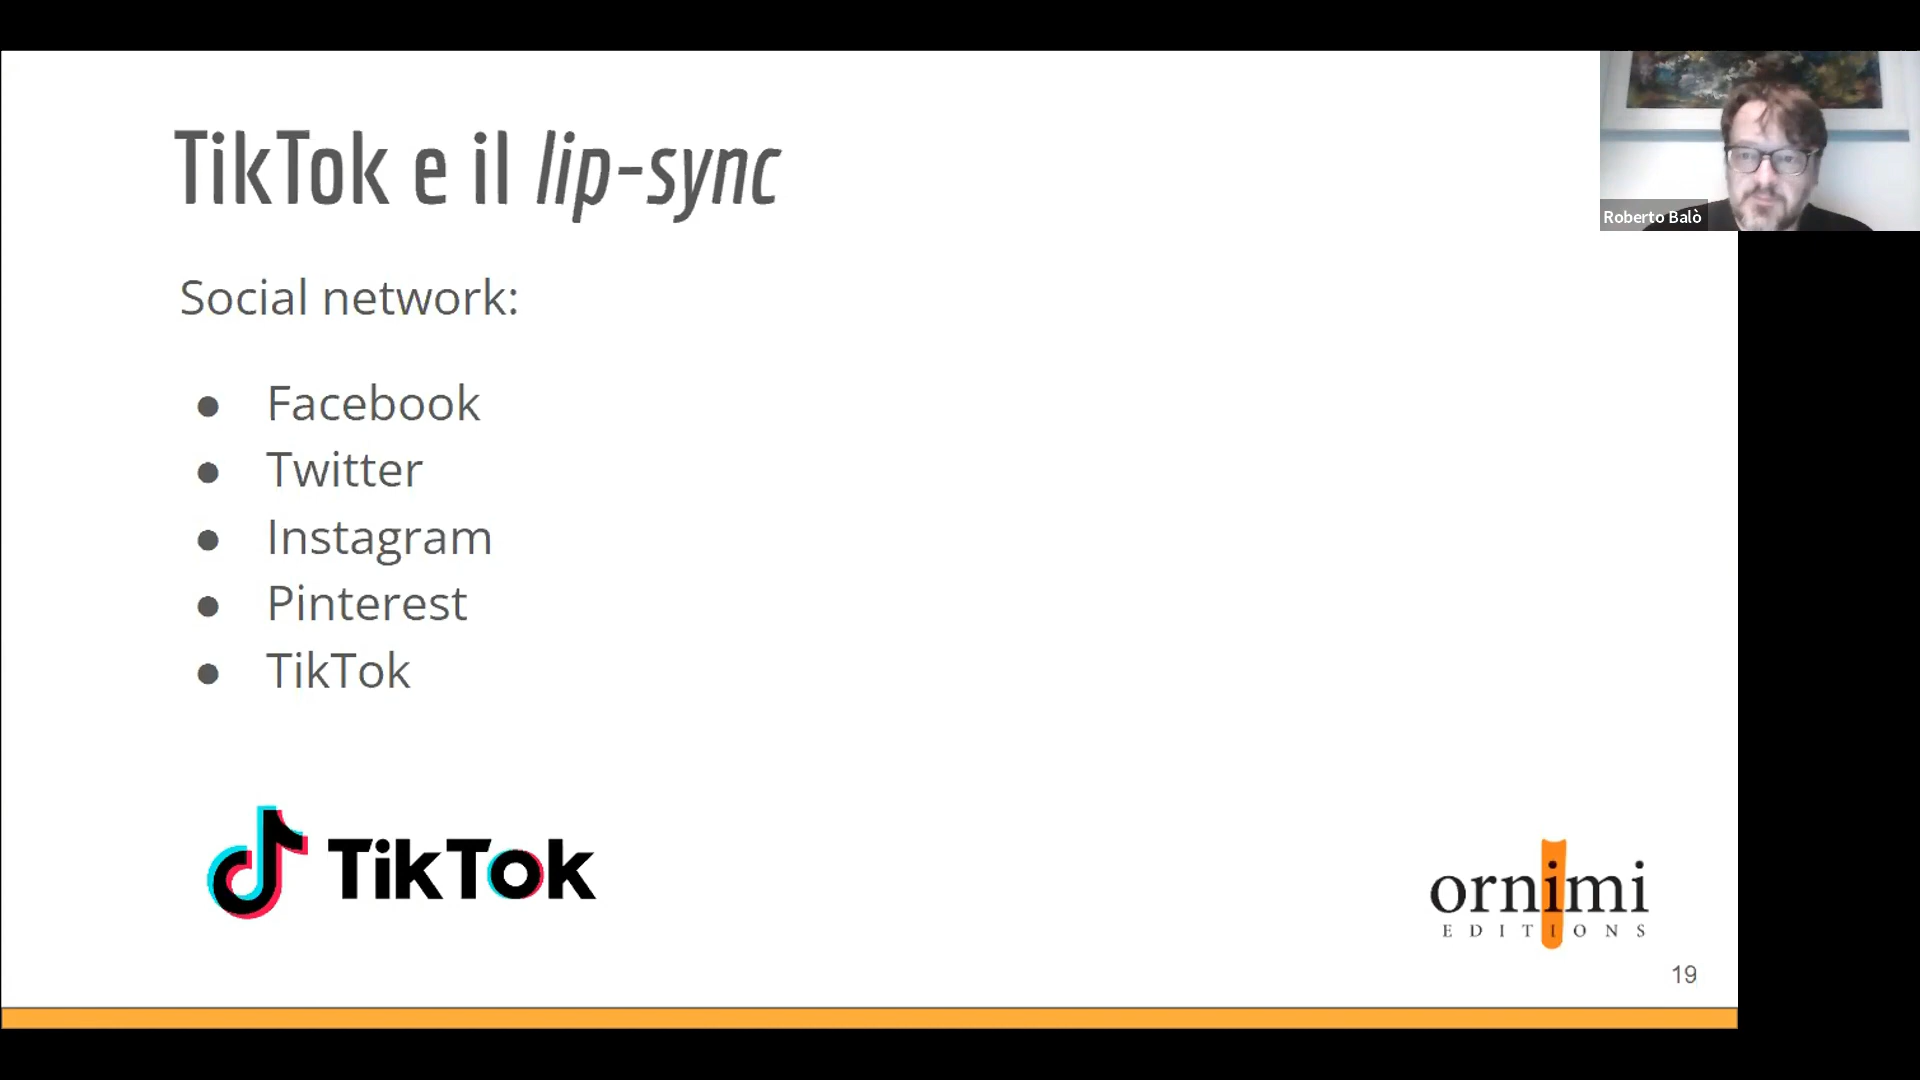 TikTok e il lip-sync
Roberto Balò
Social network:
● Facebook
● Twitter
● Instagram
● Pinterest
● TikTok
TikTok
ornimi
EDITIONS
19